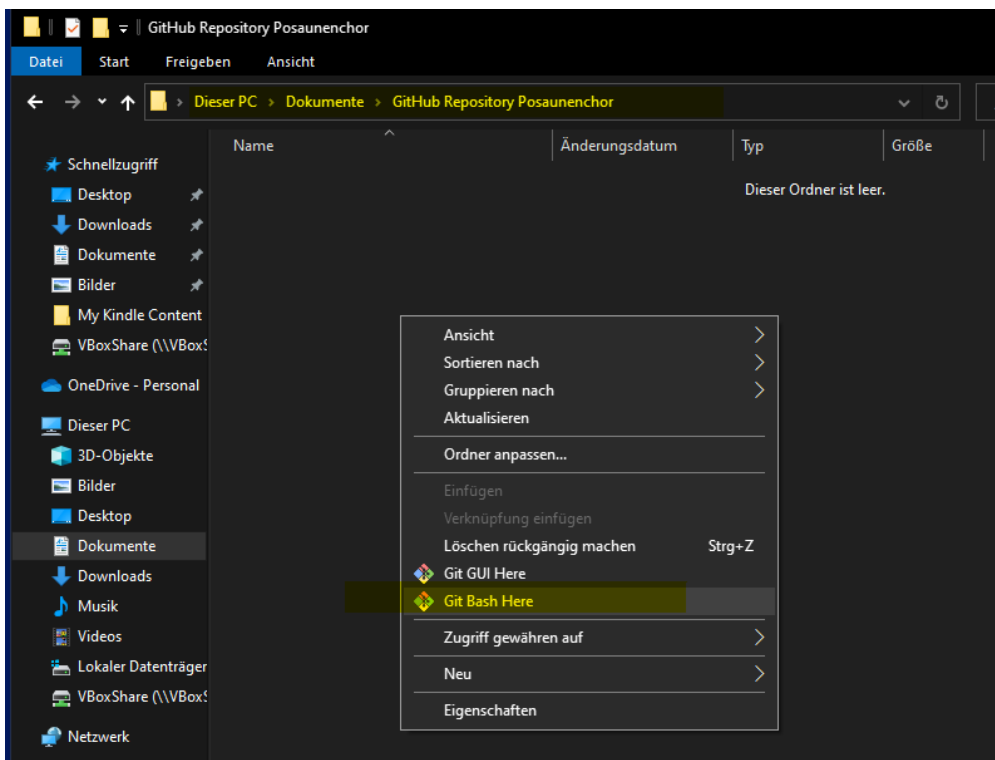 GitHub Repository Posaunenchor
Datei Start Freigeben Ansicht
Dieser PC > Dokumente > GitHub Repository Posaunenchor
Name Änderungsdatum Typ Größe
Dieser Ordner ist leer.
Schnellzugriff
Desktop
Downloads
Dokumente
Bilder
My Kindle Content
VBoxShare (\\VBoxS
OneDrive - Personal
Dieser PC
3D-Objekte
Bilder
Desktop
Dokumente
Downloads
Musik
Videos
Lokaler Datenträger
VBoxShare (\\VBoxS
Netzwerk
Ansicht
Sortieren nach
Gruppieren nach
Aktualisieren
Ordner anpassen...
Einfügen
Verknüpfung einfügen
Löschen rückgängig machen Strg+Z
Git GUI Here
Git Bash Here
Zugriff gewähren auf
Neu
Eigenschaften